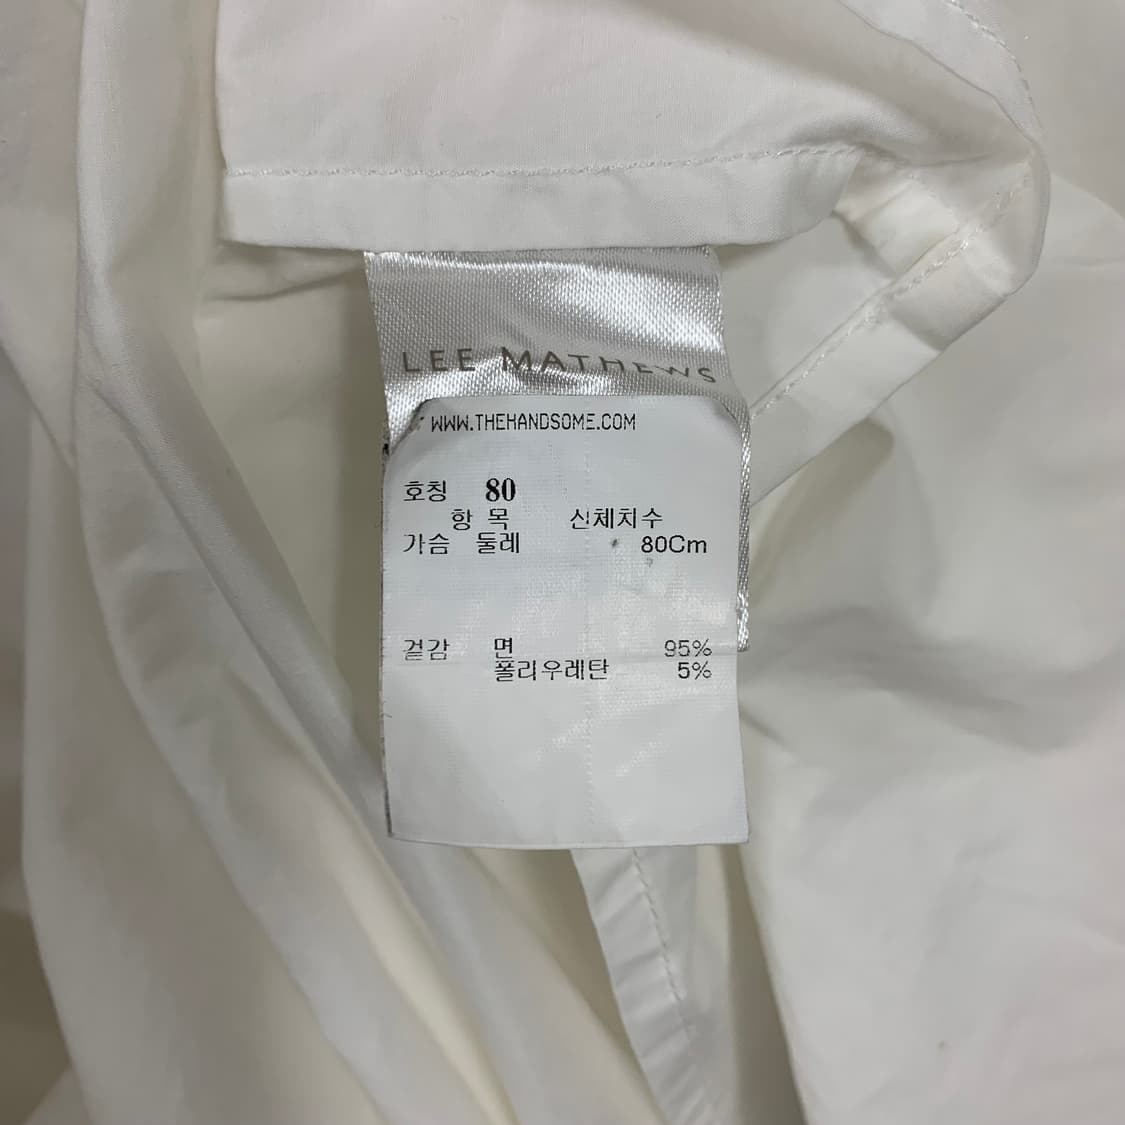 LEE MATHEWS
WWW.THEHANDSOME.COM
호칭 80
항 목 신체치수
가슴 둘레 80Cm
겉감 면 95%
폴리우레탄 5%